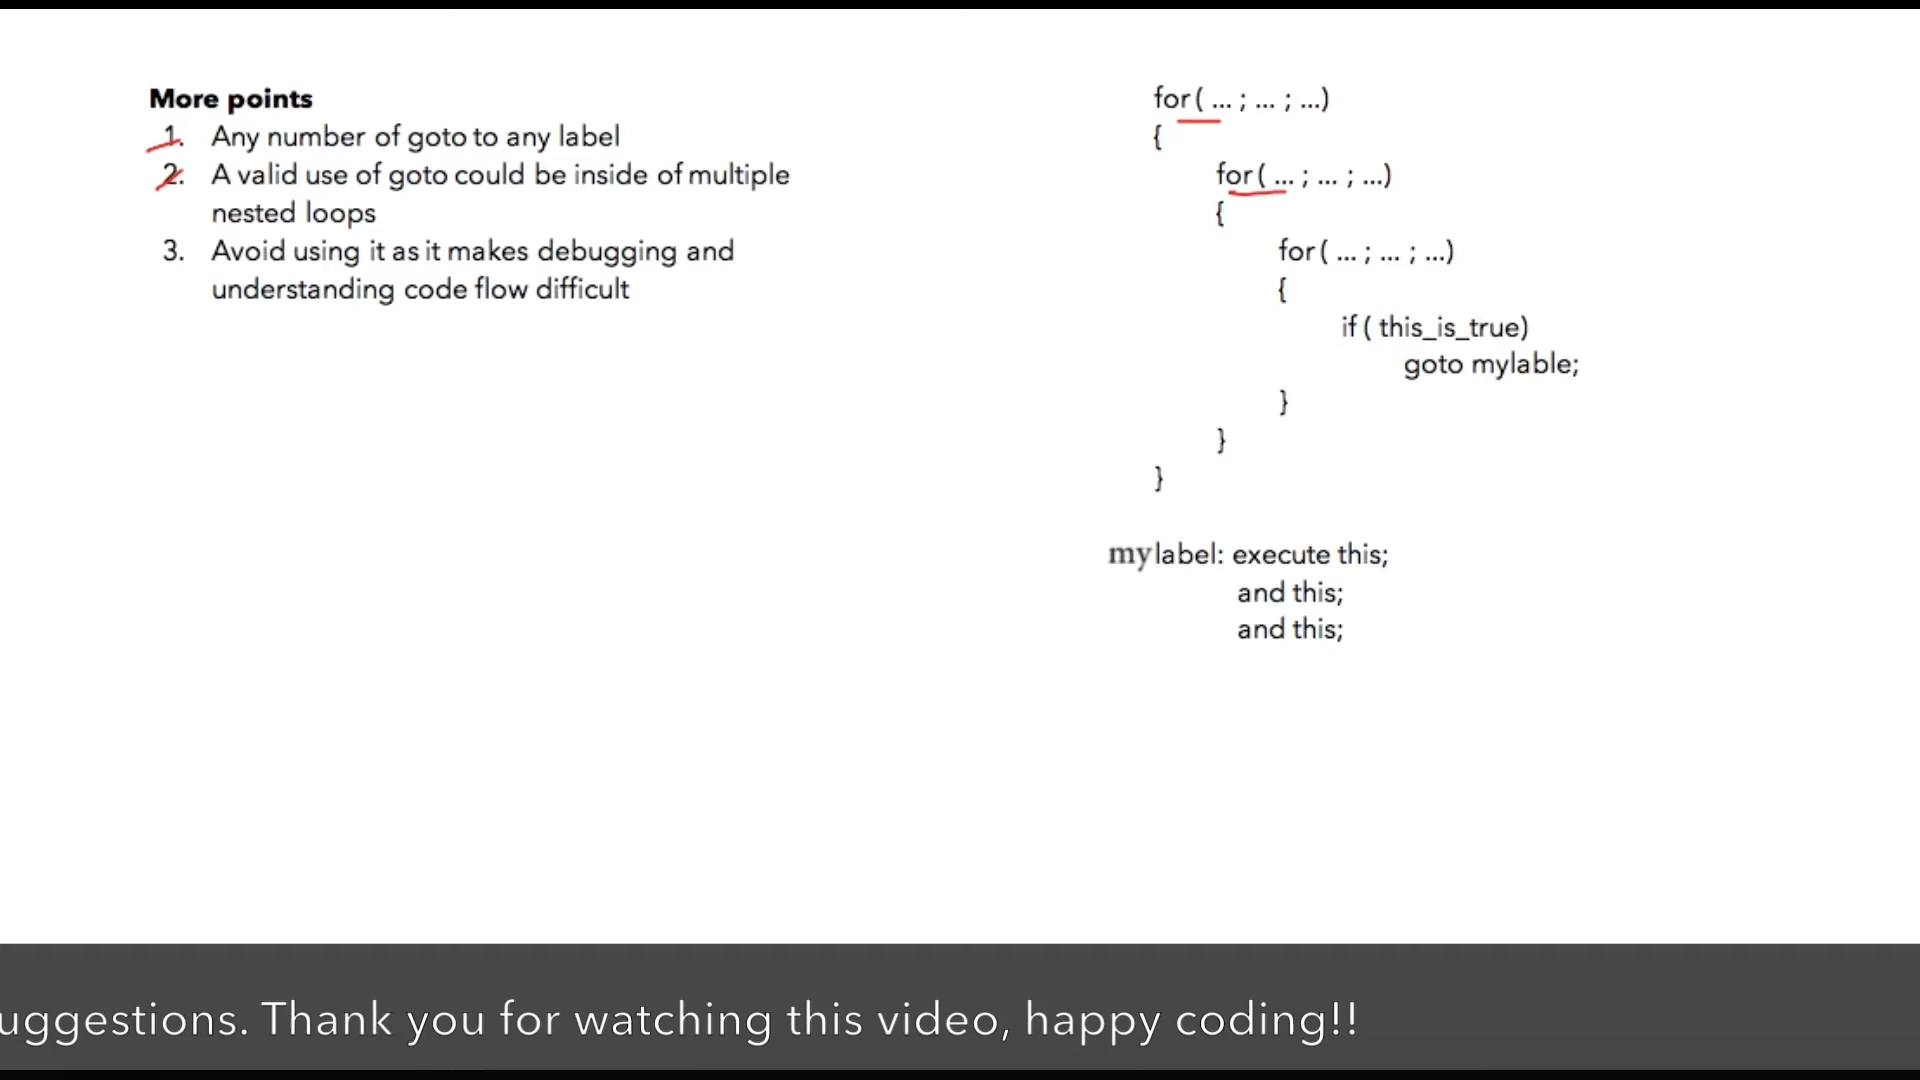 More points
1. Any number of goto to any label
2. A valid use of goto could be inside of multiple
nested loops
3. Avoid using it as it makes debugging and
understanding code flow difficult
for( ... ; ... ; ...)
{
for( ... ; ... ; ...)
{
for( ... ; ... ; ...)
{
if( this_is_true)
goto mylable;
}
}
}
mylabel: execute this;
and this;
and this;
uggestions. Thank you for watching this video, happy coding!!